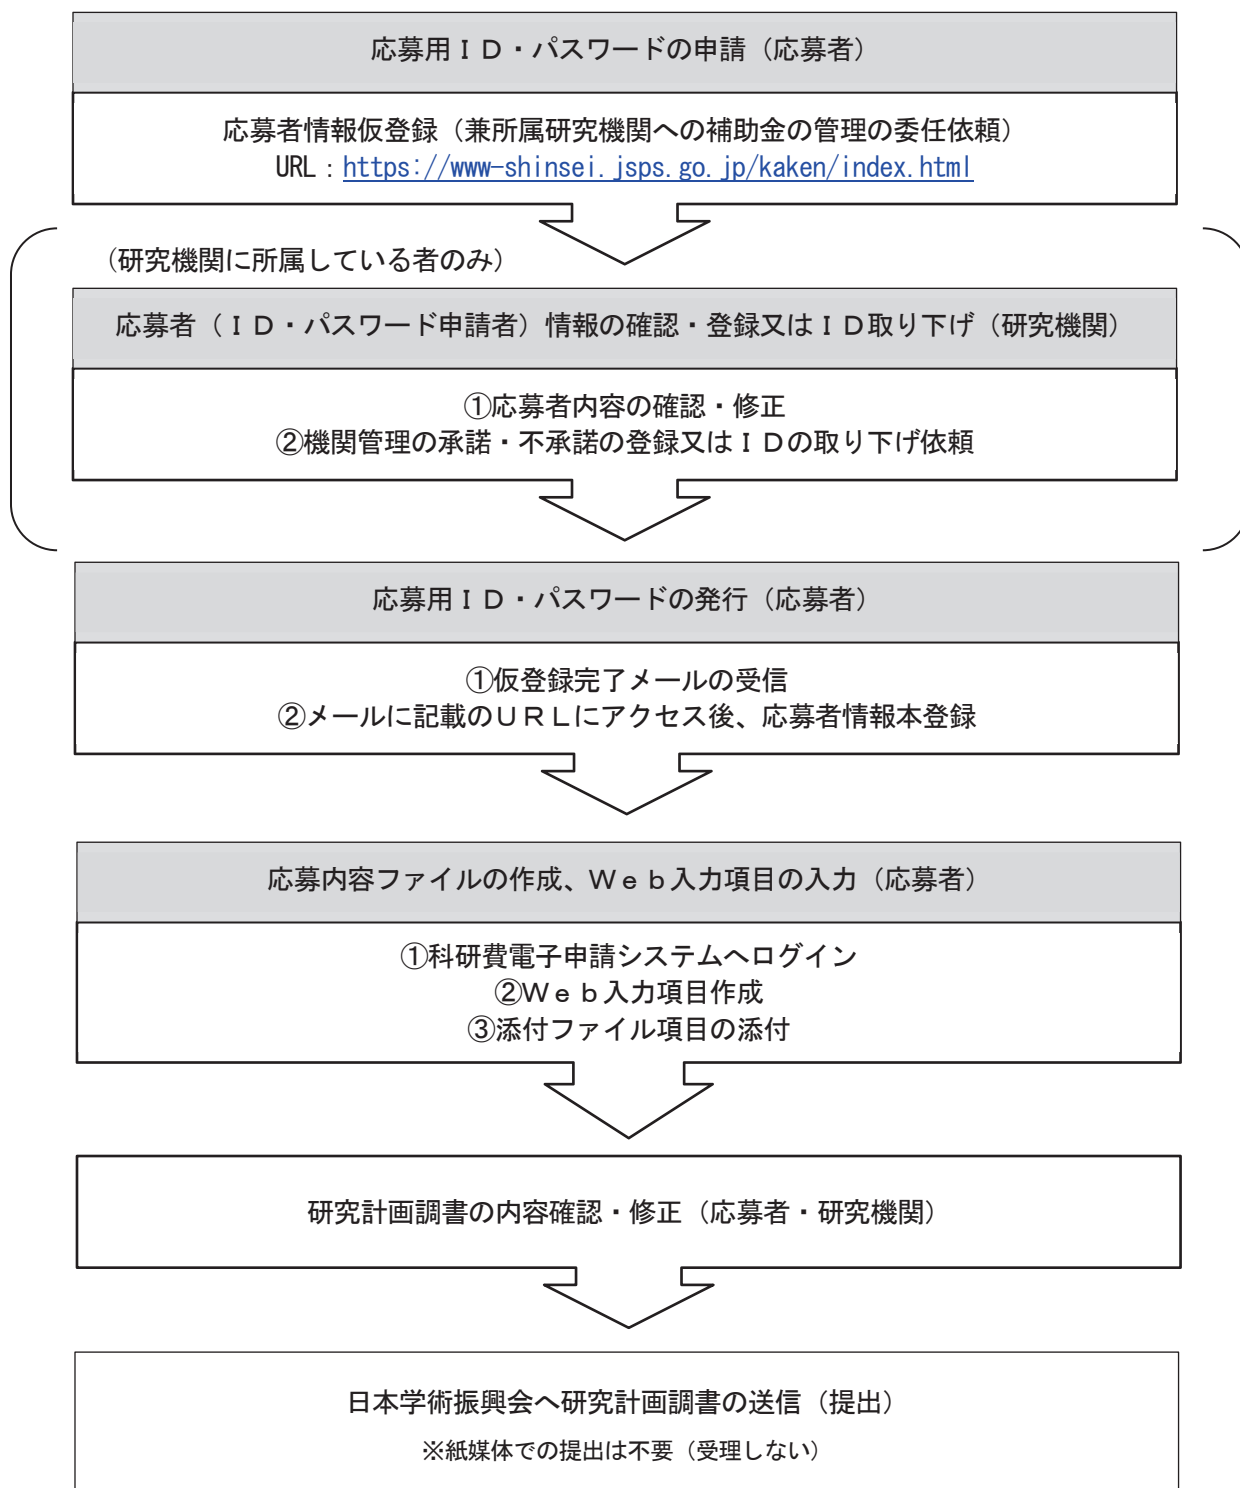 応募用ＩＤ・パスワードの申請（応募者）
応募者情報仮登録（兼所属研究機関への補助金の管理の委任依頼）
URL：https://www-shinsei.jsps.go.jp/kaken/index.html
（研究機関に所属している者のみ）
応募者（ＩＤ・パスワード申請者）情報の確認・登録又はＩＤ取り下げ（研究機関）
①応募者内容の確認・修正
②機関管理の承諾・不承諾の登録又はＩＤの取り下げ依頼
応募用ＩＤ・パスワードの発行（応募者）
①仮登録完了メールの受信
②メールに記載のＵＲＬにアクセス後、応募者情報本登録
応募内容ファイルの作成、Ｗｅｂ入力項目の入力（応募者）
①科研費電子申請システムへログイン
②Ｗｅｂ入力項目作成
③添付ファイル項目の添付
研究計画調書の内容確認・修正（応募者・研究機関）
日本学術振興会へ研究計画調書の送信（提出）
※紙媒体での提出は不要（受理しない）